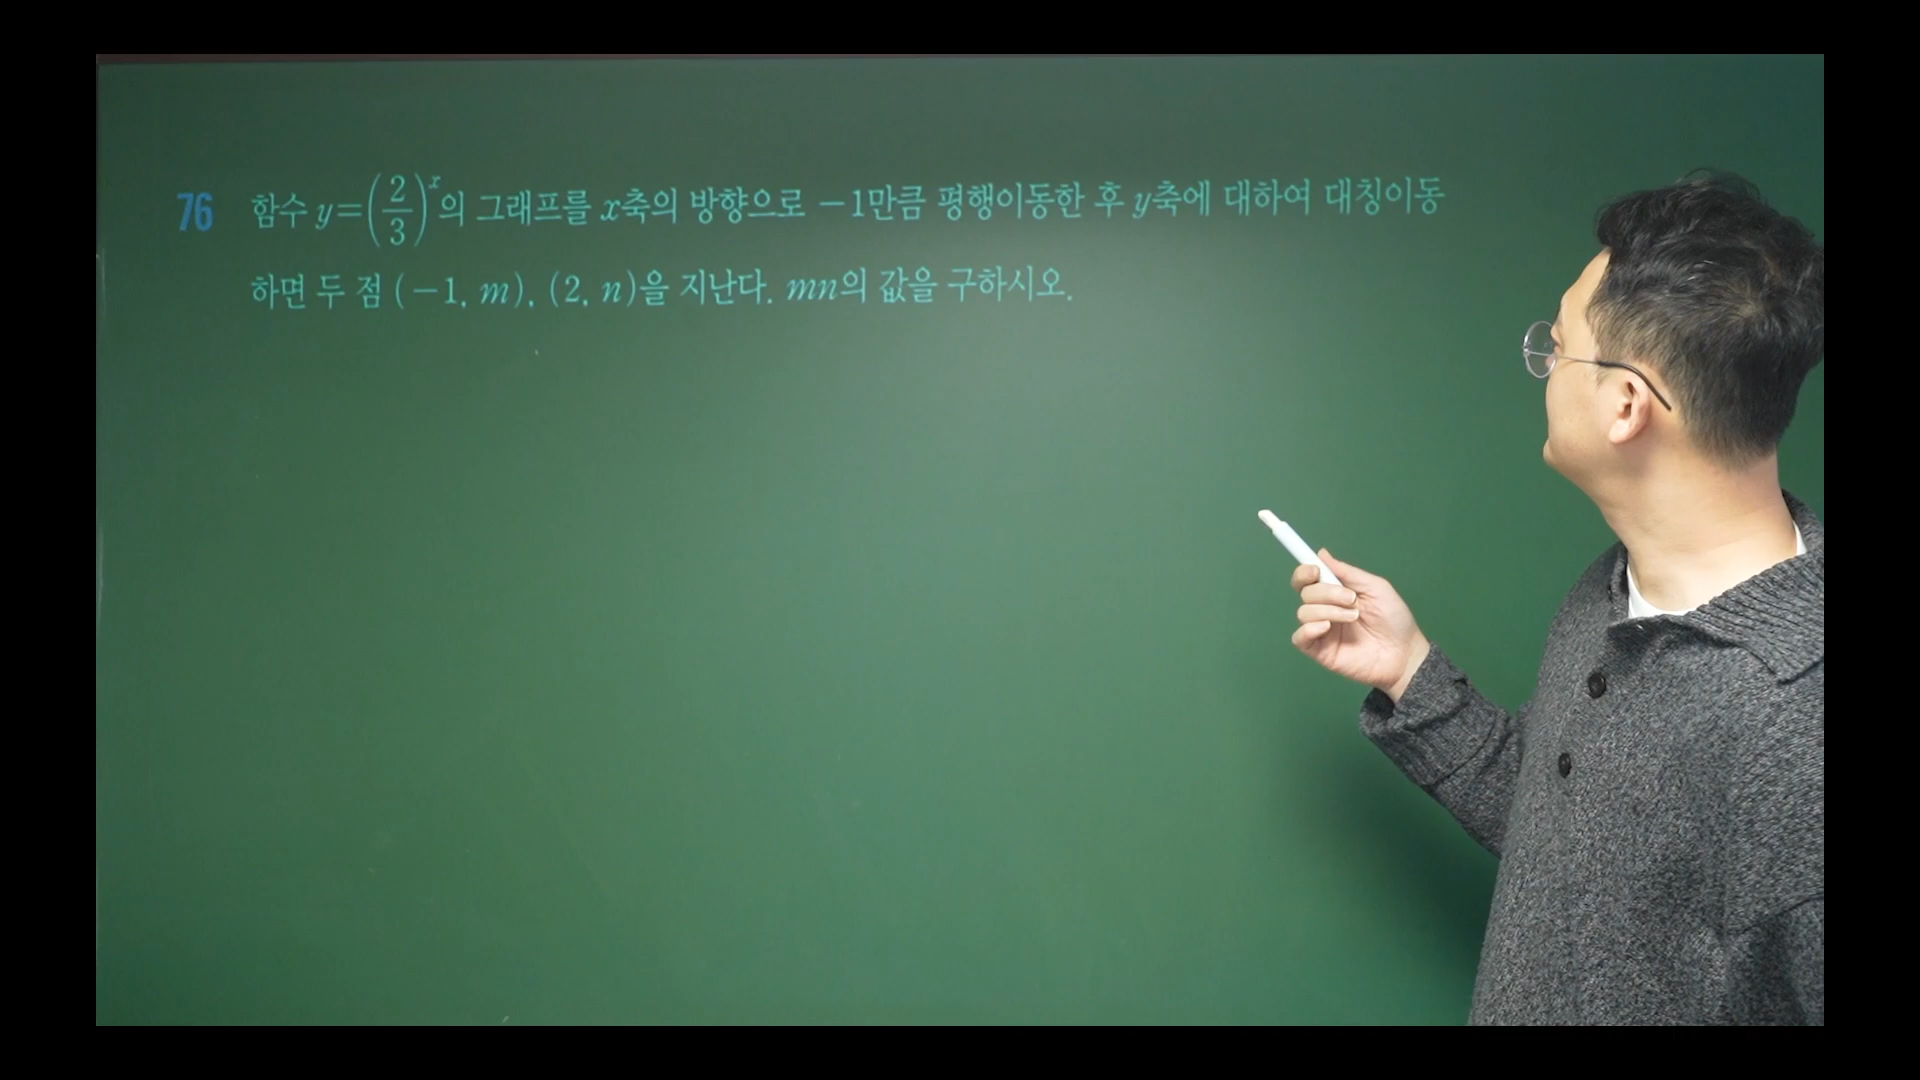 76 함수 y=(2/3)^x의 그래프를 x축의 방향으로 −1만큼 평행이동한 후 y축에 대하여 대칭이동
하면 두 점 (−1, m), (2, n)을 지난다. mn의 값을 구하시오.